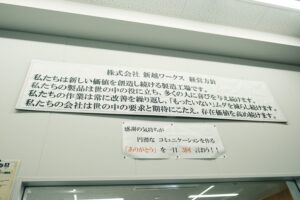 株式会社 新越ワークス 経営方針
私たちは新しい価値を創造し続ける製造工場です。
私たちの製品は世の中の役に立ち、多くの人に喜びを与え続けます。
私たちの作業は常に改善を繰り返し、「もったいない」ムダを減らし続けます。
私たちの会社は世の中の要求と期待にこたえ、存在価値を高め続けます。
感謝の気持ちが
円滑な コミュニケーションを作る
「ありがとう」を一日 3回 言おう！！